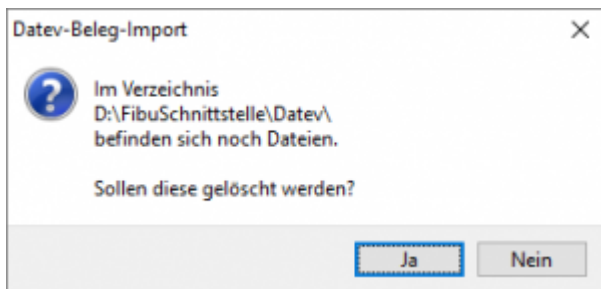 Datev-Beleg-Import
Im Verzeichnis
D:\FibuSchnittstelle\Datev\
befinden sich noch Dateien.
Sollen diese gelöscht werden?
Ja
Nein